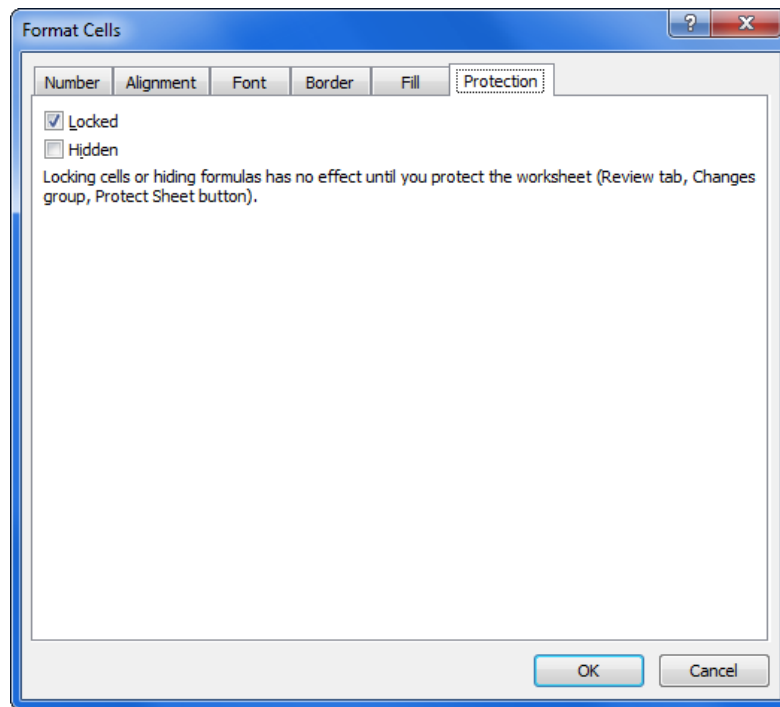 Format Cells
?
X
Number Alignment Font Border Fill Protection
Locked
Hidden
Locking cells or hiding formulas has no effect until you protect the worksheet (Review tab, Changes
group, Protect Sheet button).
OK Cancel